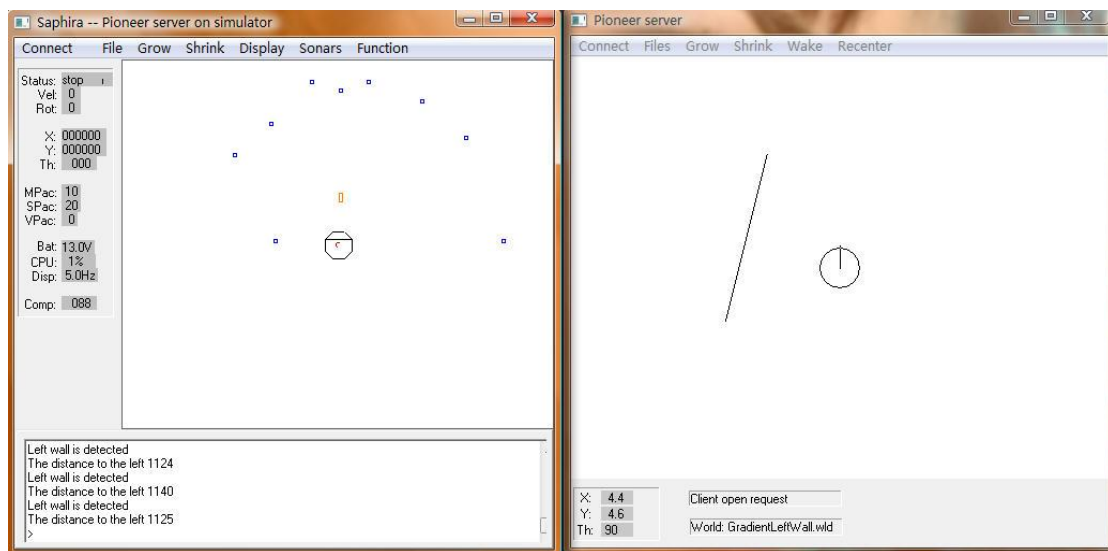 Saphira -- Pioneer server on simulator
Connect File Grow Shrink Display Sonars Function
Status: stop
Vel: 0
Rot: 0
X: 000000
Y: 000000
Th: 000
MPac: 10
SPac: 20
VPac: 0
Bat: 13.0V
CPU: 1%
Disp: 5.0Hz
Comp: 088
Left wall is detected
The distance to the left 1124
Left wall is detected
The distance to the left 1140
Left wall is detected
The distance to the left 1125
>
Pioneer server
Connect Files Grow Shrink Wake Recenter
X: 4.4
Y: 4.6
Th: 90
Client open request
World: GradientLeftWall.wld